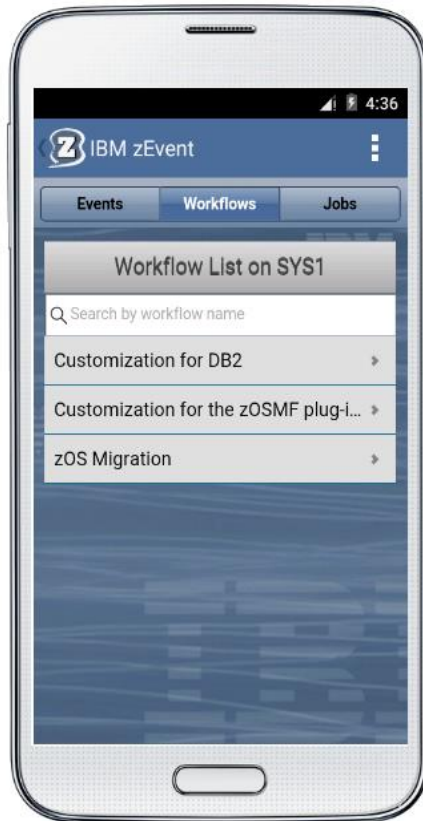 4:36
Z IBM zEvent
Events Workflows Jobs
Workflow List on SYS1
Search by workflow name
Customization for DB2
Customization for the zOSMF plug-i...
zOS Migration
IBM